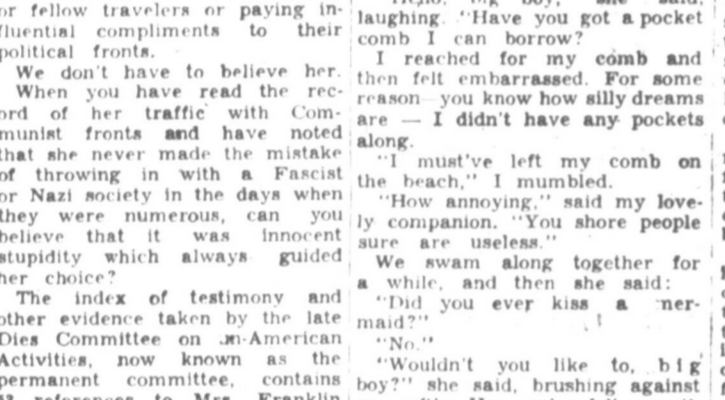 or fellow travelers or paying in-
fluential compliments to their
political fronts.
We don't have to believe her.
When you have read the rec-
ord of her traffic with Com-
munist fronts and have noted
that she never made the mistake
of throwing in with a Fascist
or Nazi society in the days when
they were numerous, can you
believe that it was innocent
stupidity which always guided
her choice?
The index of testimony and
other evidence taken by the late
Dies Committee on -American
Activities, now known as the
permanent committee, contains
references to Mrs. Franklin
big boy," she said,
laughing. "Have you got a pocket
comb I can borrow?
I reached for my comb and
then felt embarrassed. For some
reason you know how silly dreams
are — I didn't have any pockets
along.
"I must've left my comb on
the beach," I mumbled.
"How annoying," said my love-
ly companion. "You shore people
sure are useless."
We swam along together for
a while, and then she said:
"Did you ever kiss a mer-
maid?"
"No."
"Wouldn't you like to, big
boy?" she said, brushing against